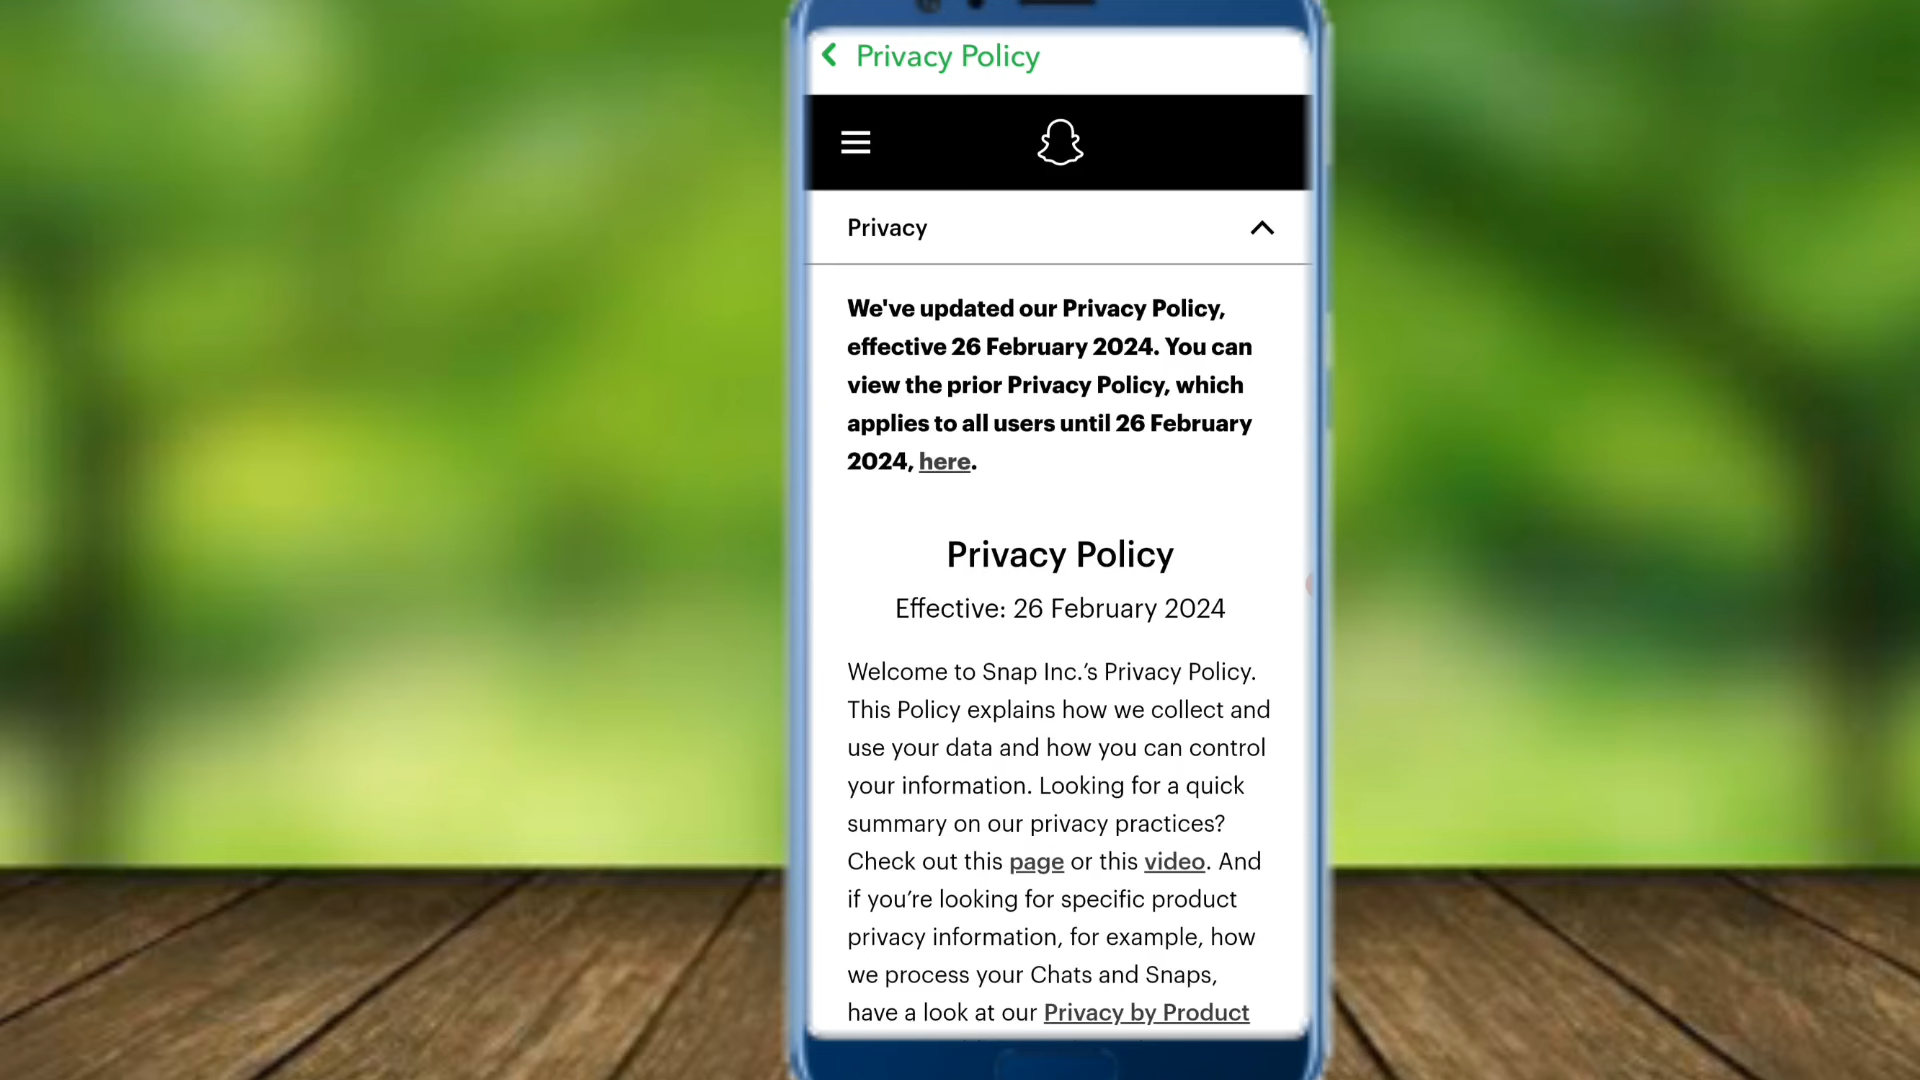 Privacy Policy
Privacy
We've updated our Privacy Policy,
effective 26 February 2024. You can
view the prior Privacy Policy, which
applies to all users until 26 February
2024, here.
Privacy Policy
Effective: 26 February 2024
Welcome to Snap Inc.’s Privacy Policy.
This Policy explains how we collect and
use your data and how you can control
your information. Looking for a quick
summary on our privacy practices?
Check out this page or this video. And
if you’re looking for specific product
privacy information, for example, how
we process your Chats and Snaps,
have a look at our Privacy by Product